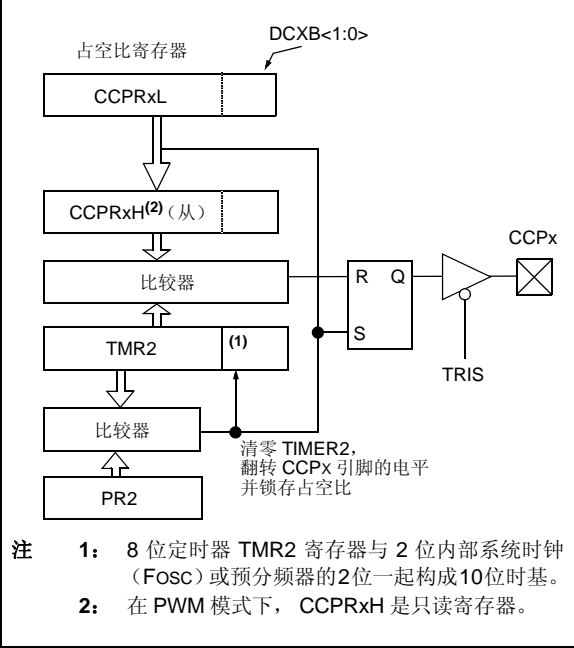 DCXB<1:0>
占空比寄存器
CCPRxL
CCPRxH(2)（从）
CCPx
比较器
R Q
TMR2
(1)
S
TRIS
比较器
清零 TIMER2，
翻转 CCPx 引脚的电平
并锁存占空比
PR2
注 1： 8 位定时器 TMR2 寄存器与 2 位内部系统时钟
（FOSC）或预分频器的2位一起构成10位时基。
2： 在 PWM 模式下， CCPRxH 是只读寄存器。